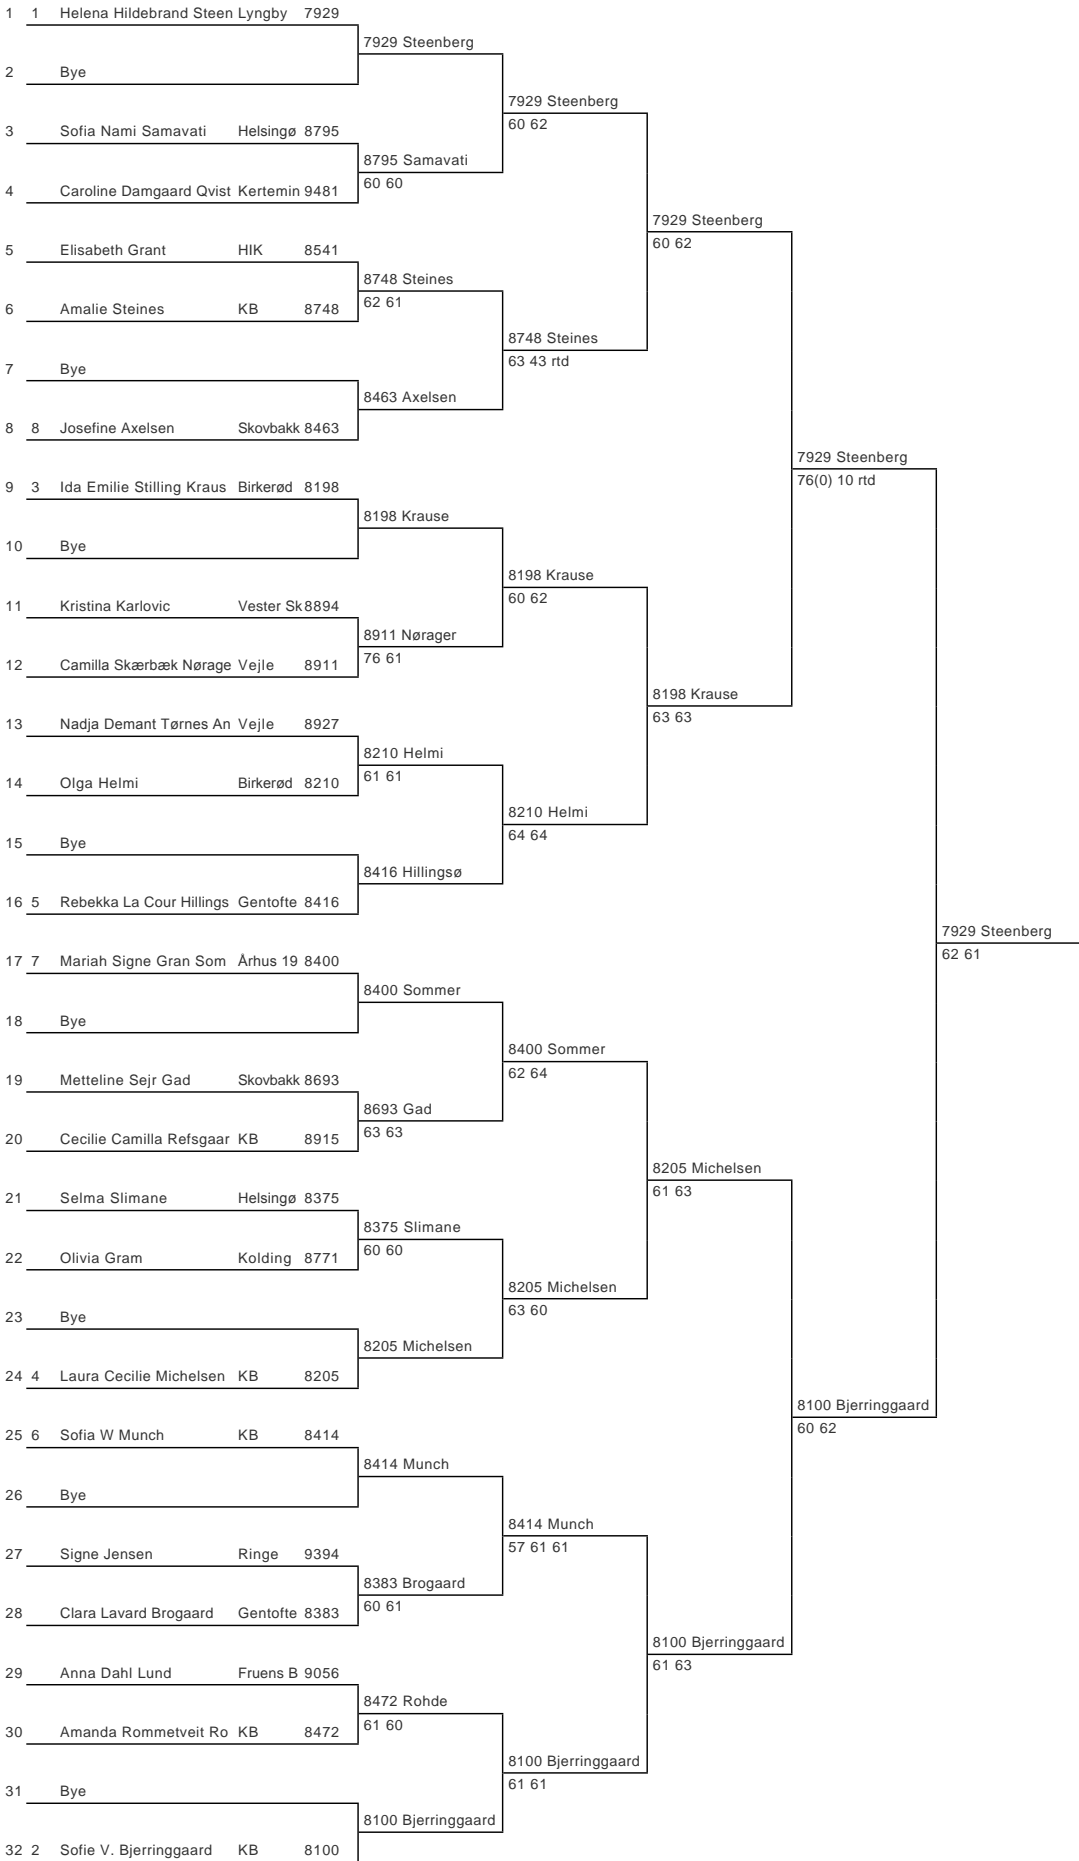 1 1 Helena Hildebrand Steen Lyngby 7929
7929 Steenberg
2 Bye
7929 Steenberg
60 62
3 Sofia Nami Samavati Helsingø 8795
8795 Samavati
60 60
4 Caroline Damgaard Qvist Kertemin 9481
7929 Steenberg
60 62
5 Elisabeth Grant HIK 8541
8748 Steines
62 61
6 Amalie Steines KB 8748
8748 Steines
63 43 rtd
7 Bye
8463 Axelsen
8 8 Josefine Axelsen Skovbakk 8463
7929 Steenberg
76(0) 10 rtd
9 3 Ida Emilie Stilling Kraus Birkerød 8198
8198 Krause
10 Bye
8198 Krause
60 62
11 Kristina Karlovic Vester Sk 8894
8911 Nørager
76 61
12 Camilla Skærbæk Nørage Vejle 8911
8198 Krause
63 63
13 Nadja Demant Tørnes An Vejle 8927
8210 Helmi
61 61
14 Olga Helmi Birkerød 8210
8210 Helmi
64 64
15 Bye
8416 Hillingsø
16 5 Rebekka La Cour Hillings Gentofte 8416
7929 Steenberg
62 61
17 7 Mariah Signe Gran Som Århus 19 8400
8400 Sommer
18 Bye
8400 Sommer
62 64
19 Metteline Sejr Gad Skovbakk 8693
8693 Gad
63 63
20 Cecilie Camilla Refsgaar KB 8915
8205 Michelsen
61 63
21 Selma Slimane Helsingø 8375
8375 Slimane
60 60
22 Olivia Gram Kolding 8771
8205 Michelsen
63 60
23 Bye
8205 Michelsen
24 4 Laura Cecilie Michelsen KB 8205
8100 Bjerringgaard
60 62
25 6 Sofia W Munch KB 8414
8414 Munch
26 Bye
8414 Munch
57 61 61
27 Signe Jensen Ringe 9394
8383 Brogaard
60 61
28 Clara Lavard Brogaard Gentofte 8383
8100 Bjerringgaard
61 63
29 Anna Dahl Lund Fruens B 9056
8472 Rohde
61 60
30 Amanda Rommetveit Ro KB 8472
8100 Bjerringgaard
61 61
31 Bye
8100 Bjerringgaard
32 2 Sofie V. Bjerringgaard KB 8100